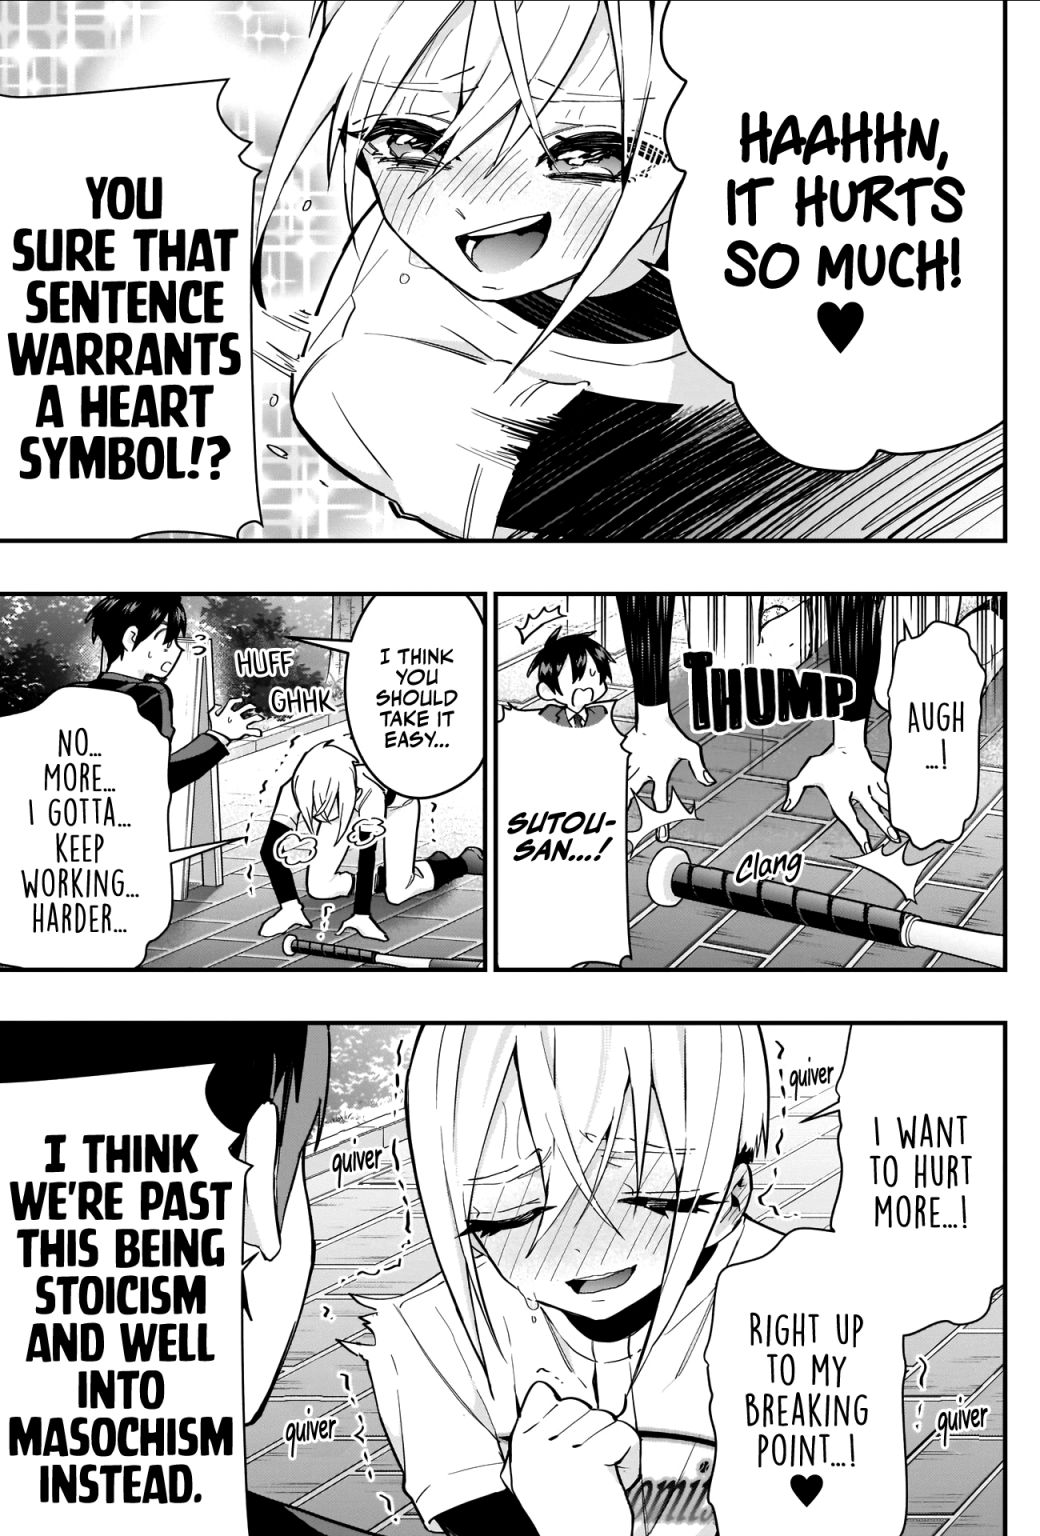 HAAHHN,
IT HURTS
SO MUCH!
♥
YOU
SURE THAT
SENTENCE
WARRANTS
A HEART
SYMBOL!?
AUGH
...!
THUMP
Clang
SUTOU-
SAN...!
I THINK
YOU
SHOULD
TAKE IT
EASY...
HUFF
GHHK
NO...
MORE...
I GOTTA...
KEEP
WORKING...
HARDER...
quiver
I WANT
TO HURT
MORE...!
quiver
RIGHT UP
TO MY
BREAKING
POINT...!
♥
quiver
quiver
I THINK
WE'RE PAST
THIS BEING
STOICISM
AND WELL
INTO
MASOCHISM
INSTEAD.